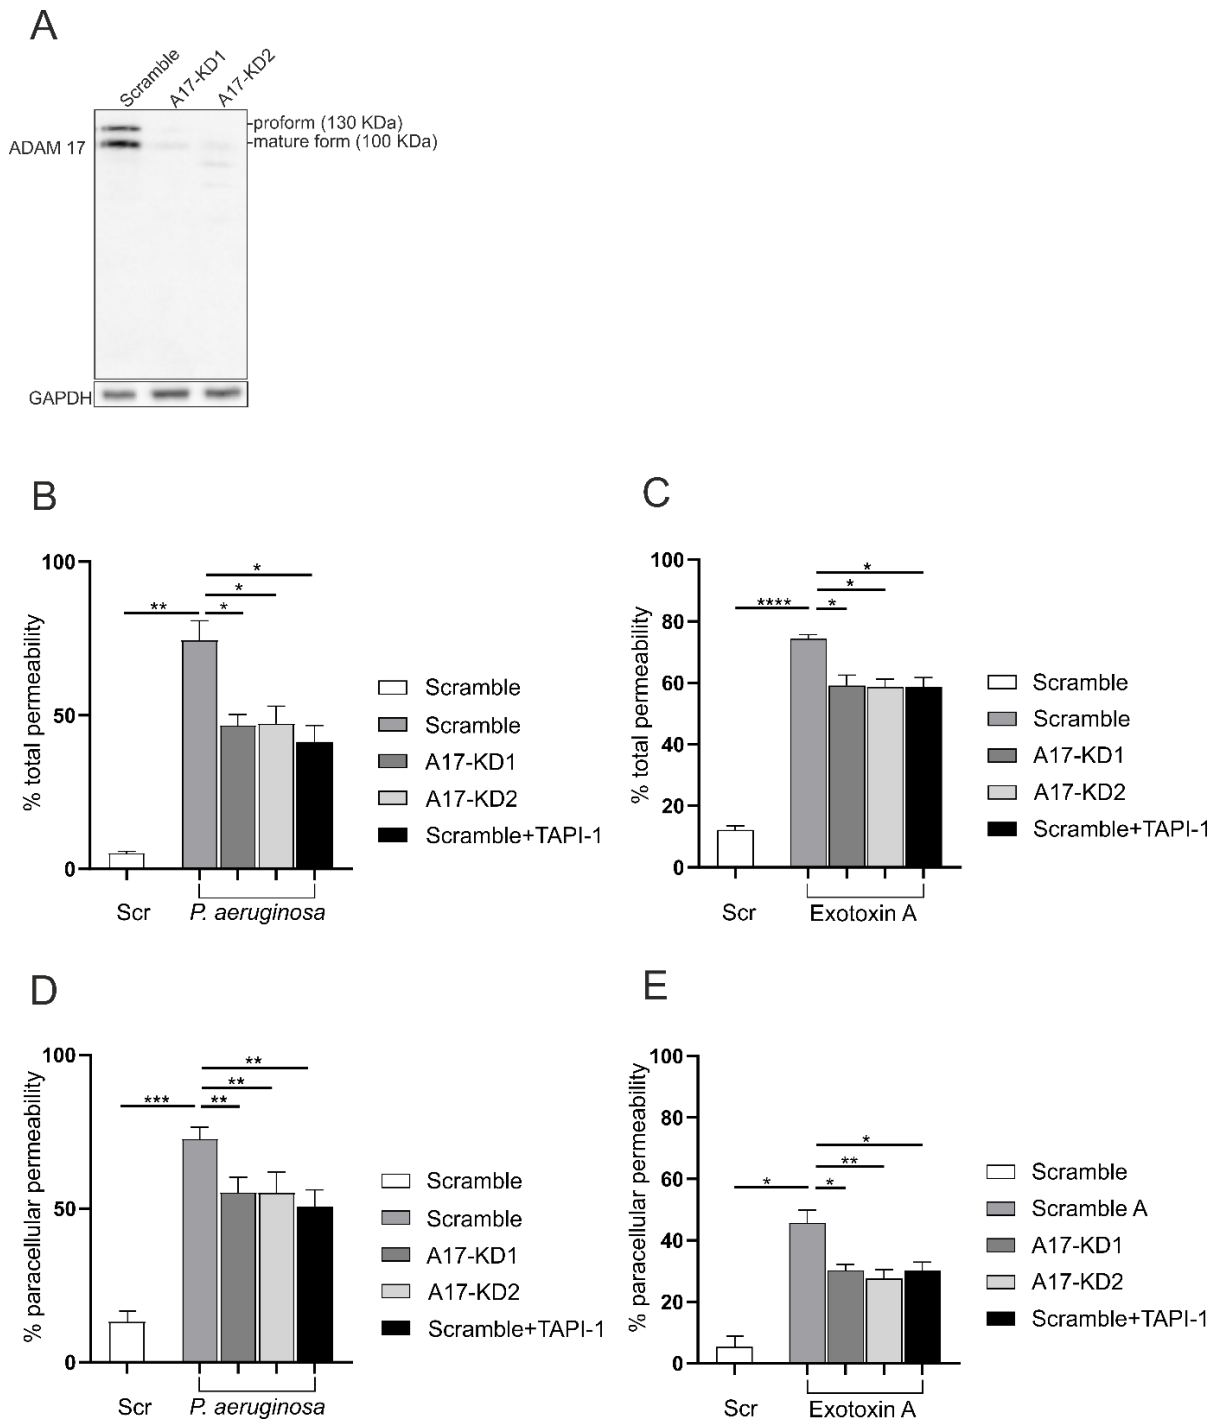 A
Scramble
A17-KD1
A17-KD2
-proform (130 KDa)
ADAM 17
-mature form (100 KDa)
GAPDH
B
% total permeability
100
50
0
**
*
*
*
Scr
P. aeruginosa
Scramble
Scramble
A17-KD1
A17-KD2
Scramble+TAPI-1
C
% total permeability
100
80
60
40
20
0
****
*
*
*
Scr
Exotoxin A
Scramble
Scramble
A17-KD1
A17-KD2
Scramble+TAPI-1
D
% paracellular permeability
100
50
0
***
**
**
**
Scr
P. aeruginosa
Scramble
Scramble
A17-KD1
A17-KD2
Scramble+TAPI-1
E
% paracellular permeability
100
80
60
40
20
0
*
*
**
*
Scr
Exotoxin A
Scramble
Scramble A
A17-KD1
A17-KD2
Scramble+TAPI-1